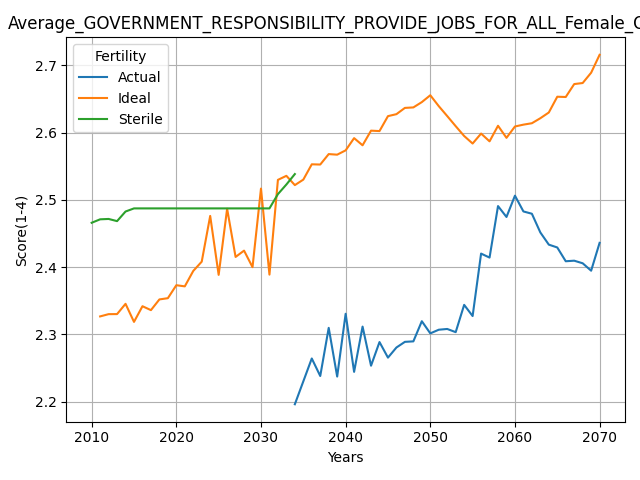 Average_GOVERNMENT_RESPONSIBILITY_PROVIDE_JOBS_FOR_ALL_Female_
Fertility
Actual
Ideal
Sterile
2.7
2.6
2.5
2.4
2.3
2.2
Score(1-4)
2010 2020 2030 2040 2050 2060 2070
Years